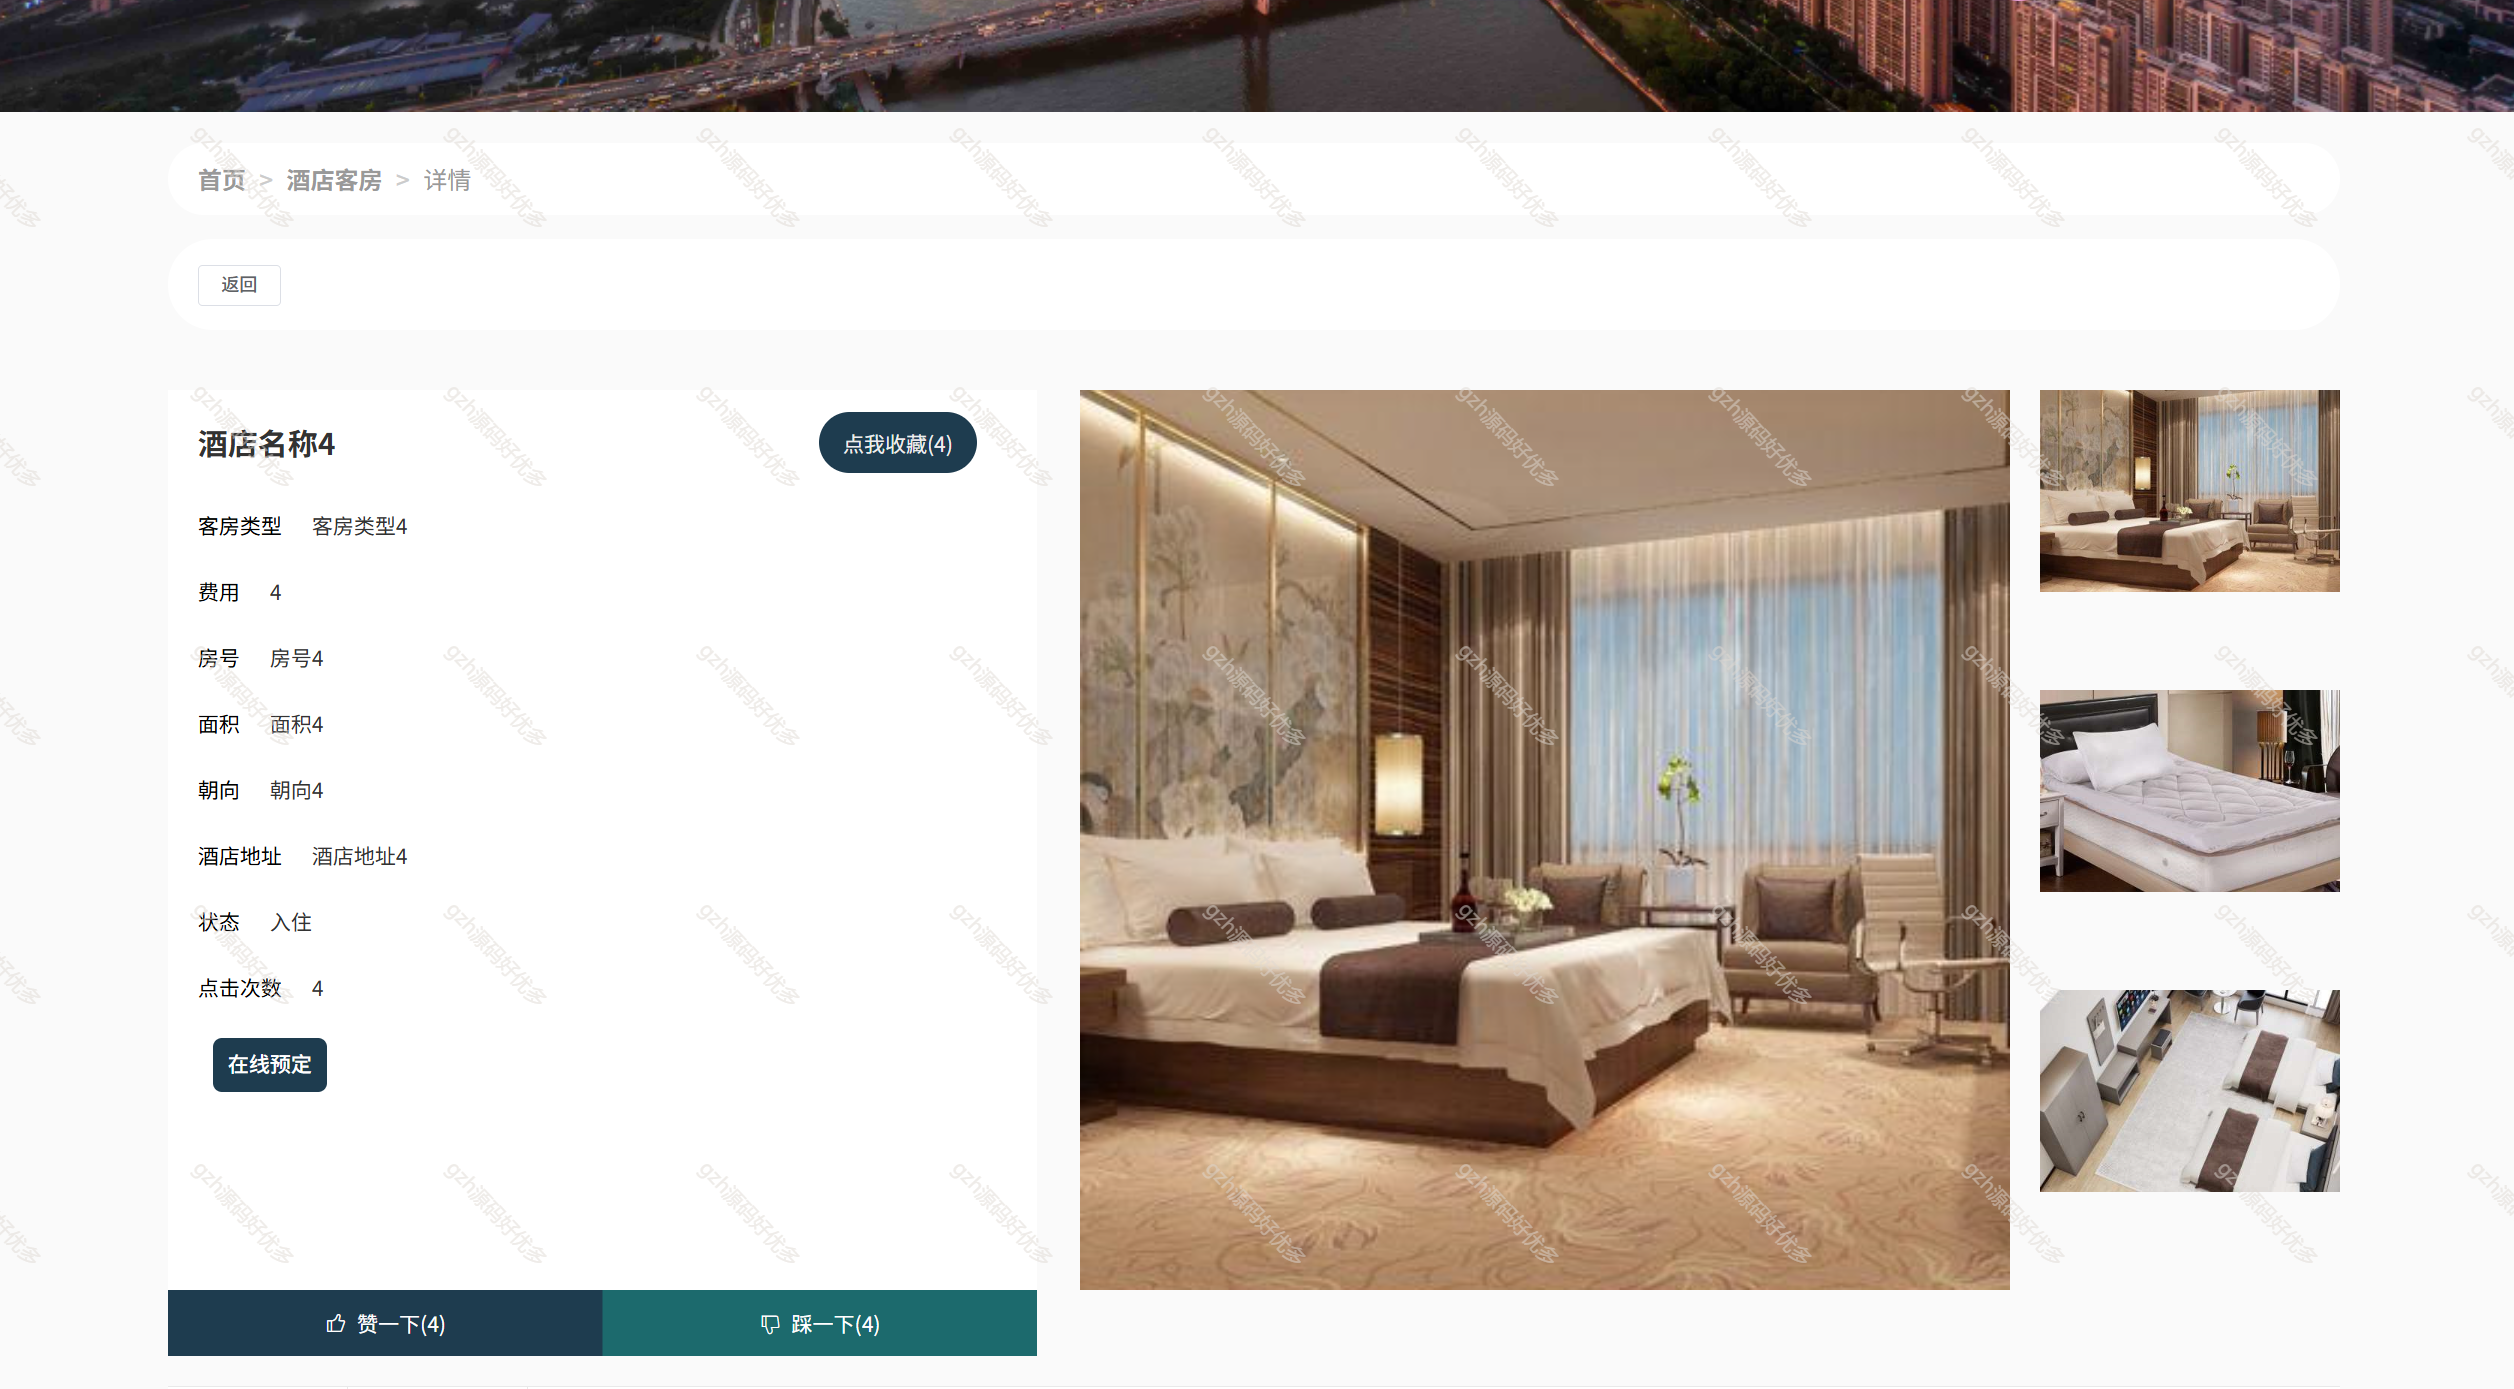 首页 > 酒店客房 > 详情
返回
酒店名称4
点我收藏(4)
客房类型 客房类型4
费用 4
房号 房号4
面积 面积4
朝向 朝向4
酒店地址 酒店地址4
状态 入住
点击次数 4
在线预定
赞一下(4)
踩一下(4)
gzh源码好优多